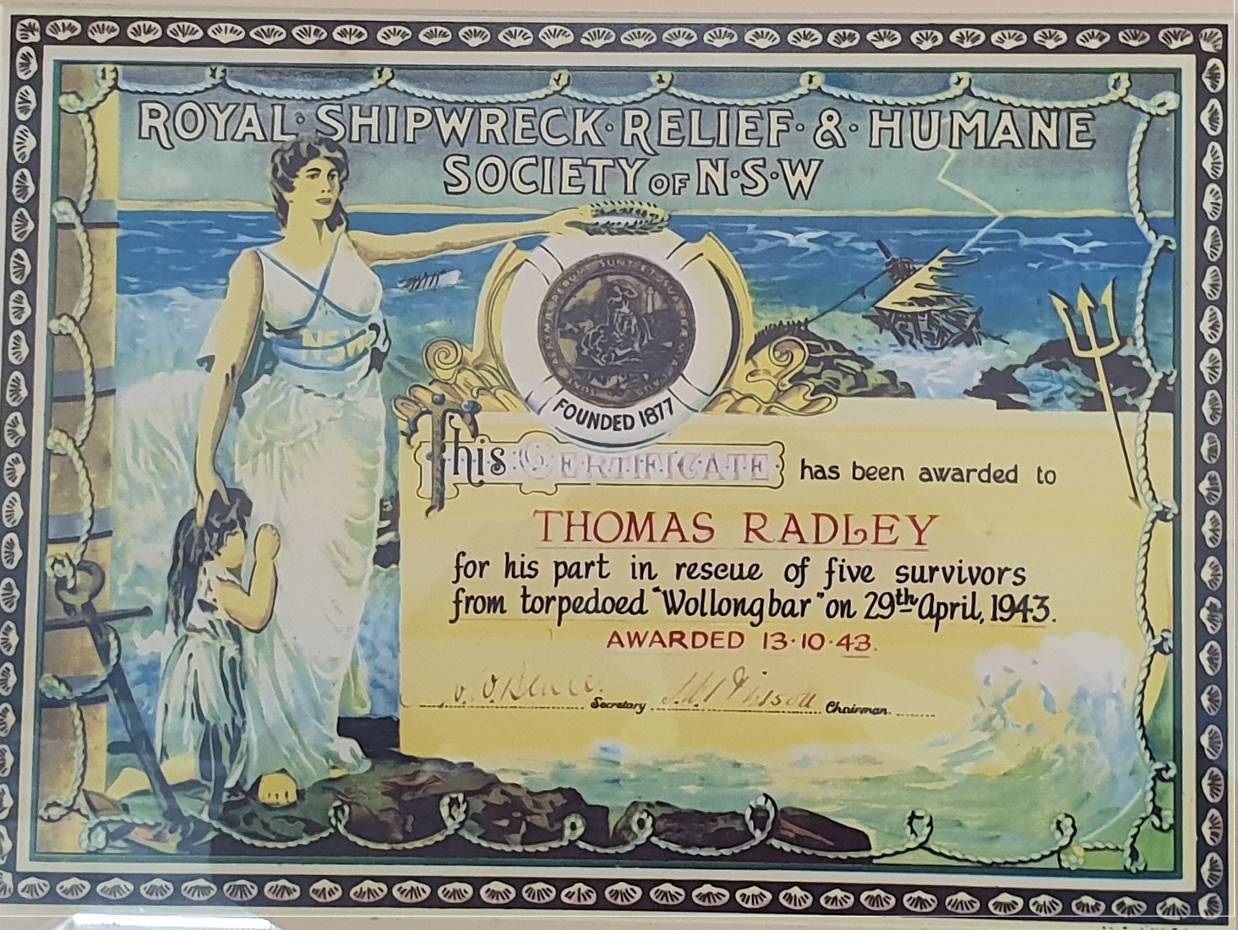 ROYAL·SHIPWRECK·RELIEF·&·HUMANE
SOCIETY OF N·S·W
NSW
FOUNDED 1877
This CERTIFICATE has been awarded to
THOMAS RADLEY
for his part in rescue of five survivors
from torpedoed "Wollongbar" on 29th April, 1943.
AWARDED 13·10·43.
Secretary Chairman.